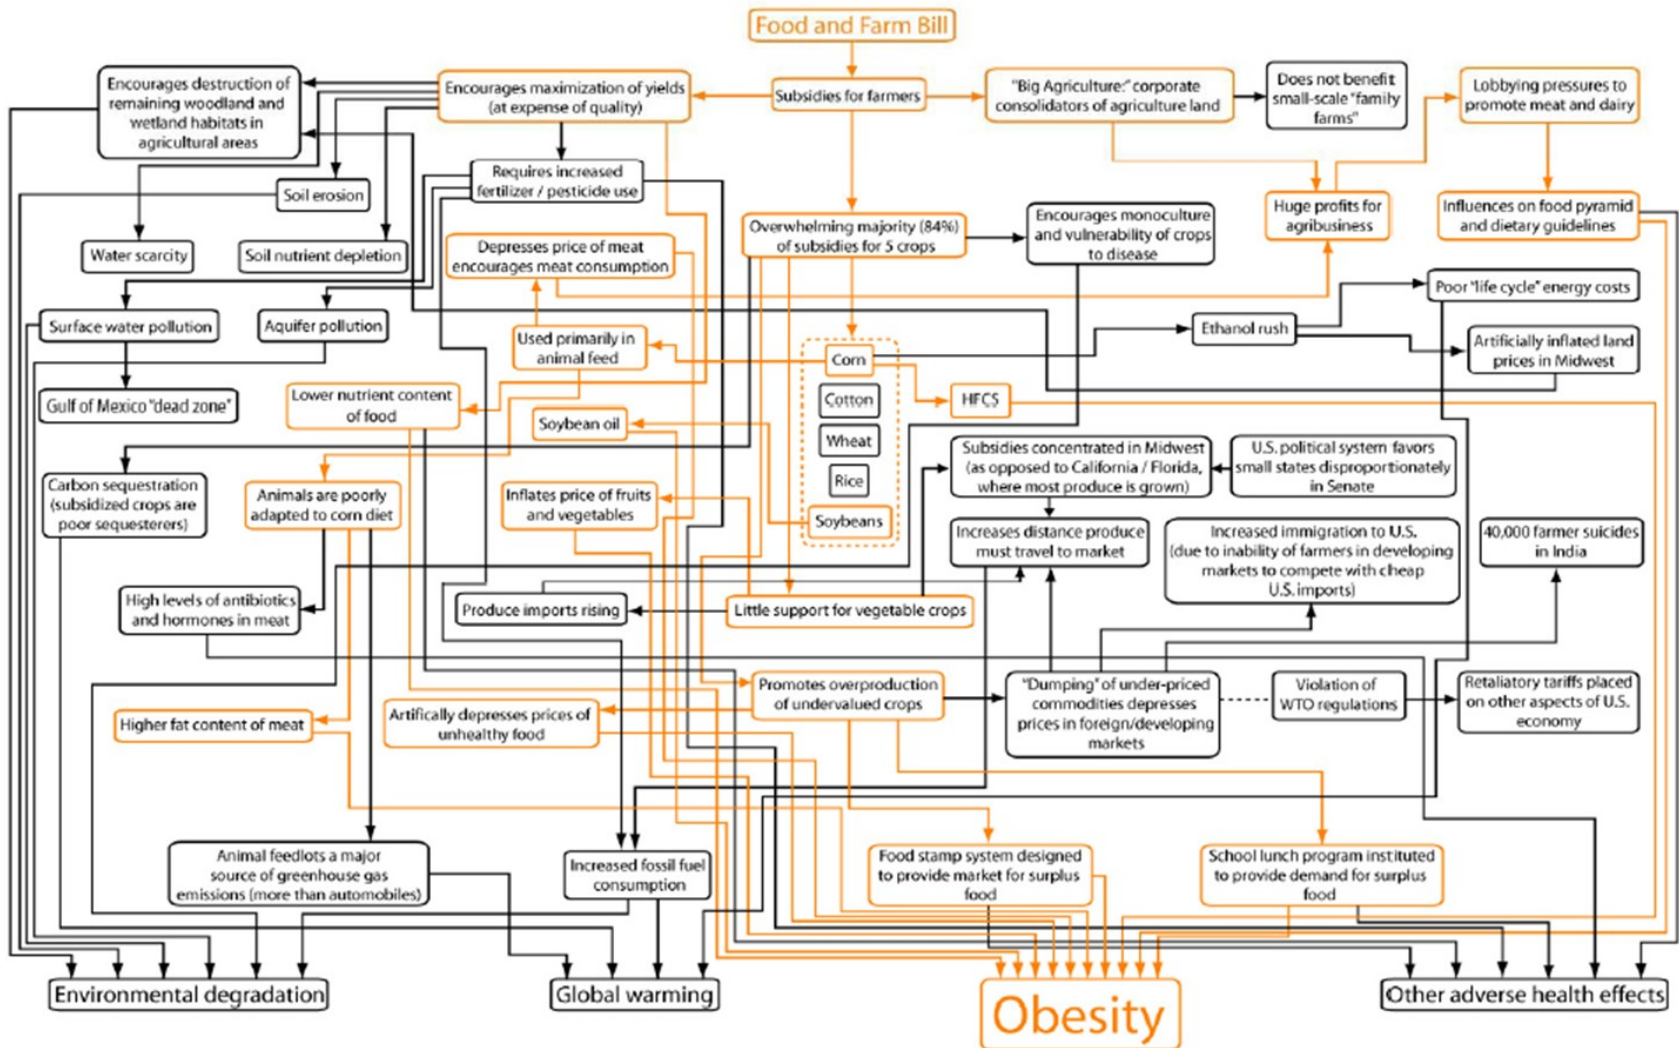 Food and Farm Bill
Encourages destruction of
remaining woodland and
wetland habitats in
agricultural areas
Encourages maximization of yields
(at expense of quality)
Subsidies for farmers
"Big Agriculture:" corporate
consolidators of agriculture land
Does not benefit
small-scale "family
farms"
Lobbying pressures to
promote meat and dairy
Requires increased
fertilizer / pesticide use
Soil erosion
Water scarcity
Soil nutrient depletion
Depresses price of meat
encourages meat consumption
Overwhelming majority (84%)
of subsidies for 5 crops
Encourages monoculture
and vulnerability of crops
to disease
Huge profits for
agribusiness
Influences on food pyramid
and dietary guidelines
Poor "life cycle" energy costs
Surface water pollution
Aquifer pollution
Used primarily in
animal feed
Ethanol rush
Artificially inflated land
prices in Midwest
Corn
Cotton
Wheat
Rice
Soybeans
HFCS
Gulf of Mexico "dead zone"
Lower nutrient content
of food
Soybean oil
Subsidies concentrated in Midwest
(as opposed to California / Florida,
where most produce is grown)
U.S. political system favors
small states disproportionately
in Senate
Carbon sequestration
(subsidized crops are
poor sequesterers)
Animals are poorly
adapted to corn diet
Inflates price of fruits
and vegetables
Increases distance produce
must travel to market
Increased immigration to U.S.
(due to inability of farmers in developing
markets to compete with cheap
U.S. imports)
40,000 farmer suicides
in India
High levels of antibiotics
and hormones in meat
Produce imports rising
Little support for vegetable crops
Higher fat content of meat
Artifically depresses prices of
unhealthy food
Promotes overproduction
of undervalued crops
"Dumping" of under-priced
commodities depresses
prices in foreign/developing
markets
Violation of
WTO regulations
Retaliatory tariffs placed
on other aspects of U.S.
economy
Animal feedlots a major
source of greenhouse gas
emissions (more than automobiles)
Increased fossil fuel
consumption
Food stamp system designed
to provide market for surplus
food
School lunch program instituted
to provide demand for surplus
food
Environmental degradation
Global warming
Obesity
Other adverse health effects